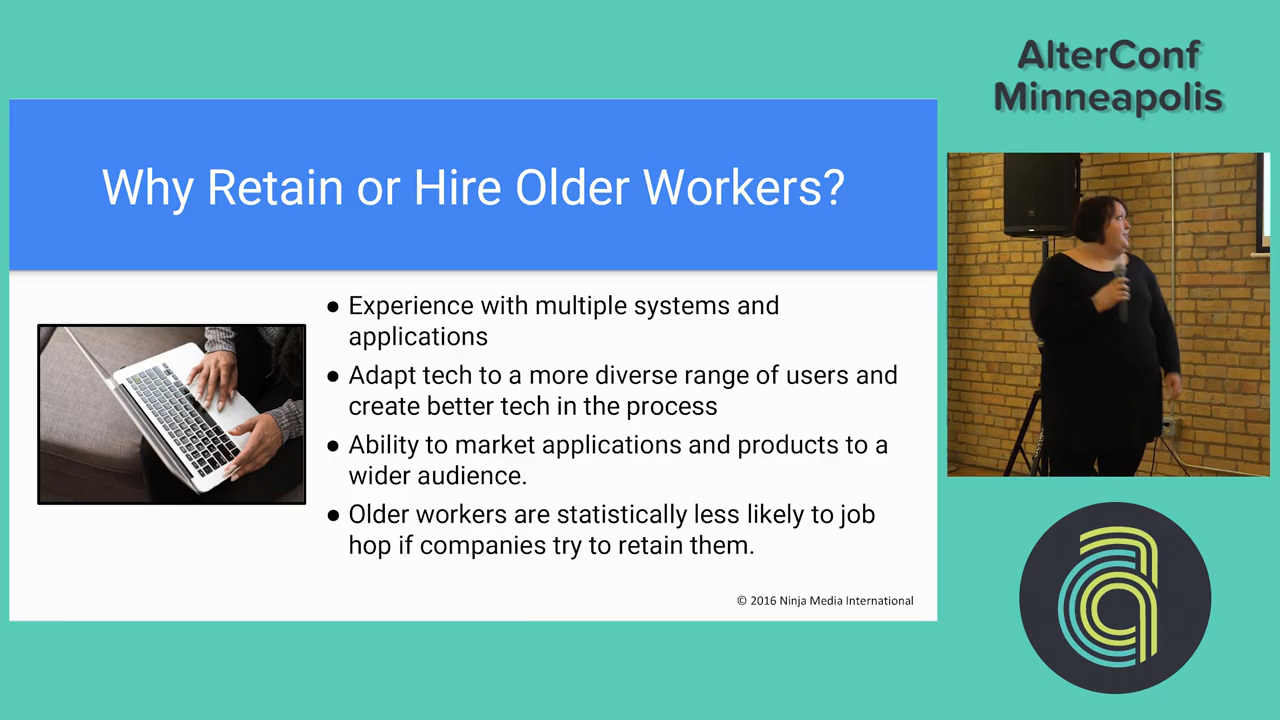 AlterConf
Minneapolis
Why Retain or Hire Older Workers?
● Experience with multiple systems and
applications
● Adapt tech to a more diverse range of users and
create better tech in the process
● Ability to market applications and products to a
wider audience.
● Older workers are statistically less likely to job
hop if companies try to retain them.
© 2016 Ninja Media International